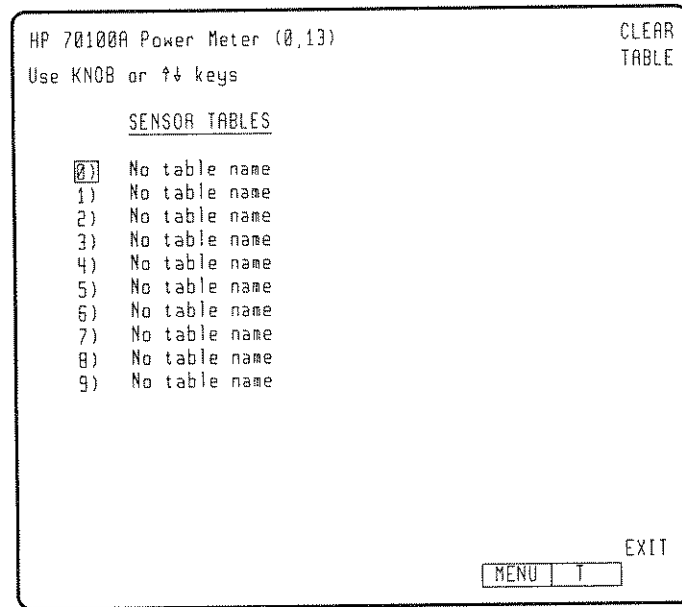 HP 70100A Power Meter (0,13)
CLEAR
TABLE
Use KNOB or ↑↓ keys
SENSOR TABLES
0) No table name
1) No table name
2) No table name
3) No table name
4) No table name
5) No table name
6) No table name
7) No table name
8) No table name
9) No table name
EXIT
MENU T